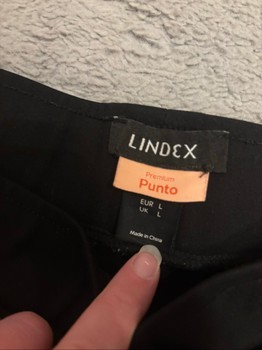 LINDEX
Premium
Punto
EUR L
UK L
Made in China